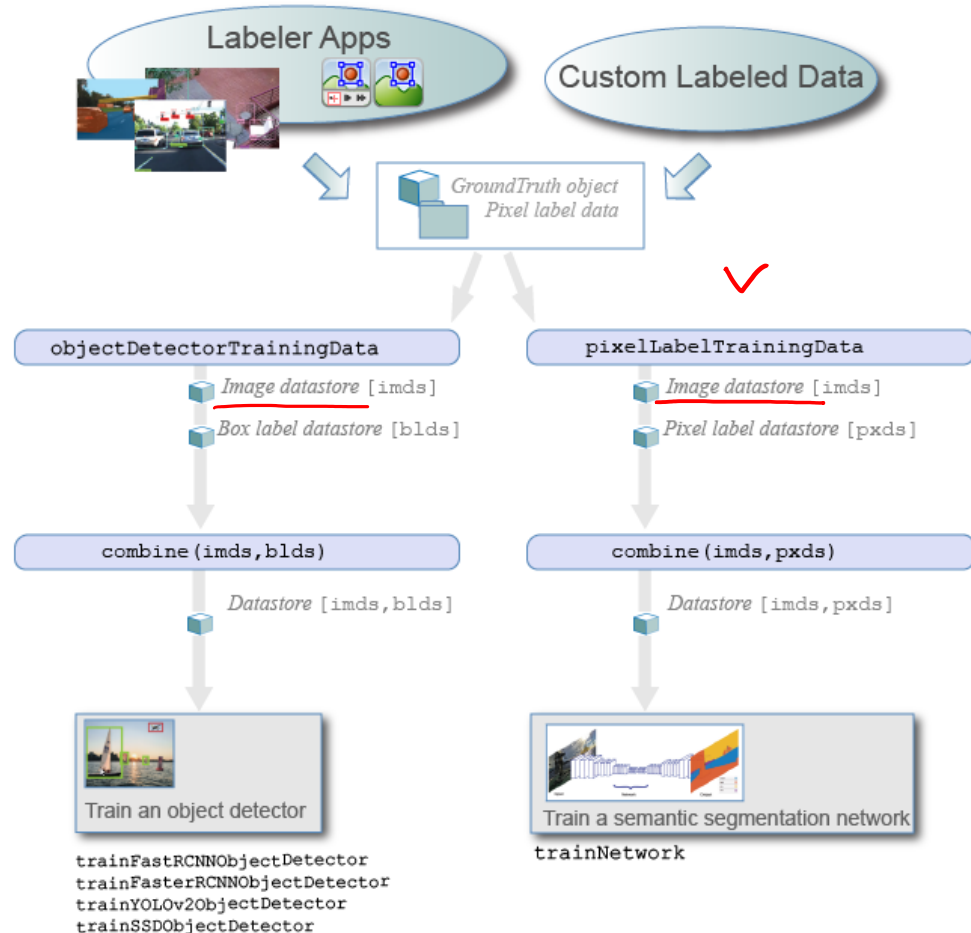 Labeler Apps
Custom Labeled Data
GroundTruth object
Pixel label data
objectDetectorTrainingData
Image datastore [imds]
Box label datastore [blds]
combine(imds,blds)
Datastore [imds,blds]
Train an object detector
trainFastRCNNObjectDetector
trainFasterRCNNObjectDetector
trainYOLOv2ObjectDetector
trainSSDObjectDetector
pixelLabelTrainingData
Image datastore [imds]
Pixel label datastore [pxds]
combine(imds,pxds)
Datastore [imds,pxds]
Train a semantic segmentation network
trainNetwork